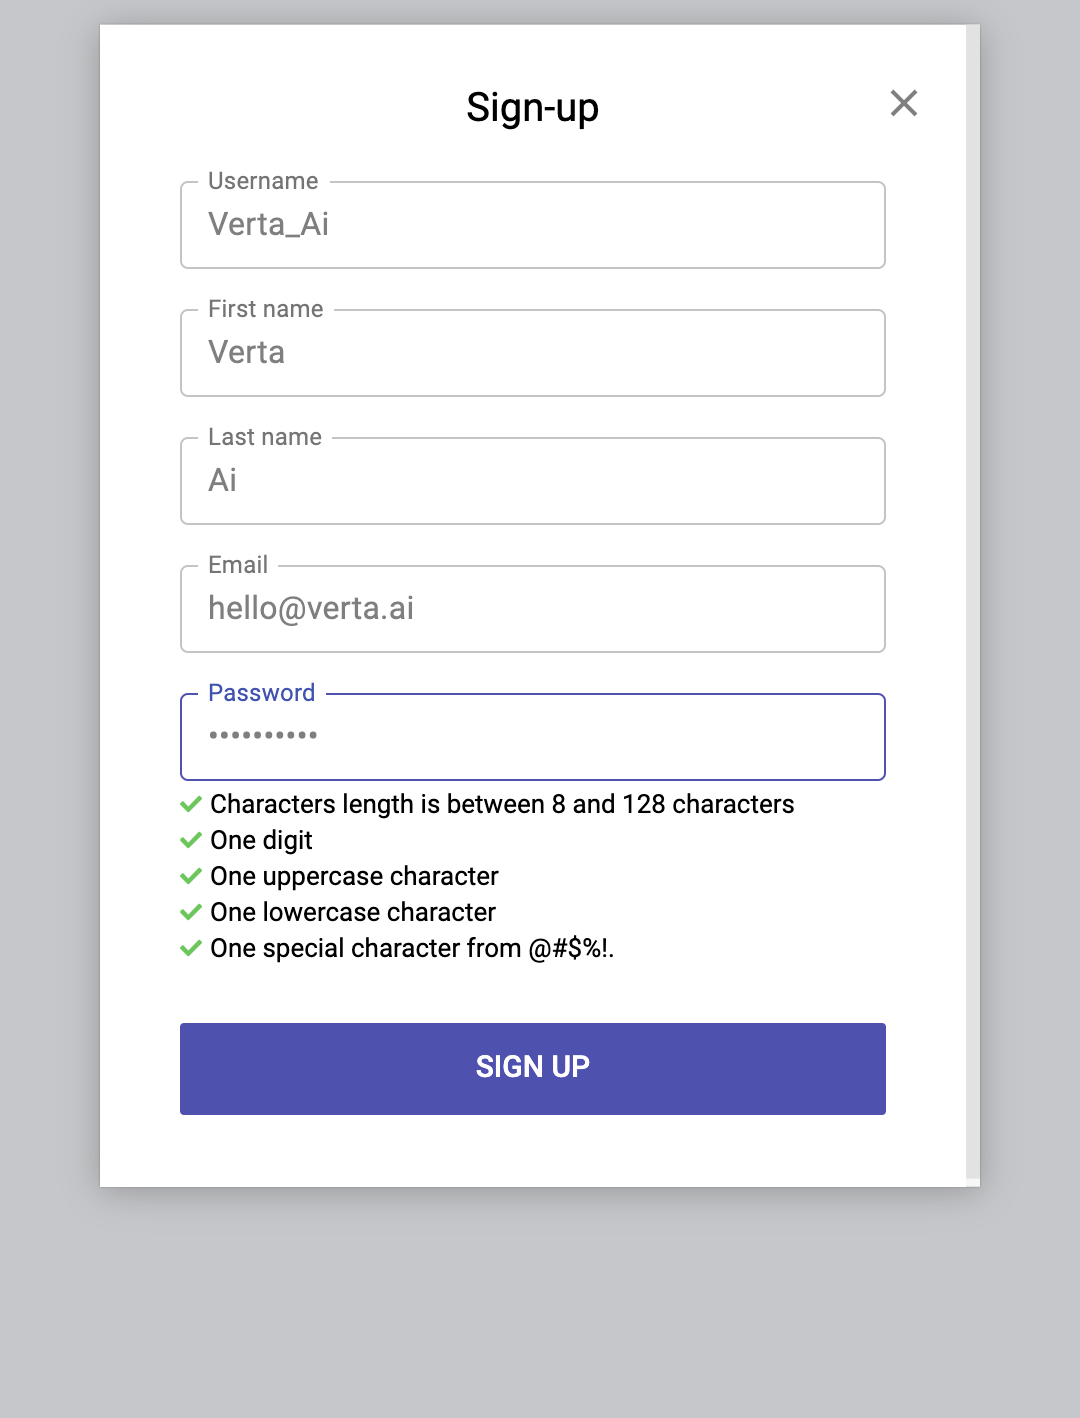 Sign-up
Username
Verta_Ai
First name
Verta
Last name
Ai
Email
hello@verta.ai
Password
••••••••••
Characters length is between 8 and 128 characters
One digit
One uppercase character
One lowercase character
One special character from @#$%!.
SIGN UP